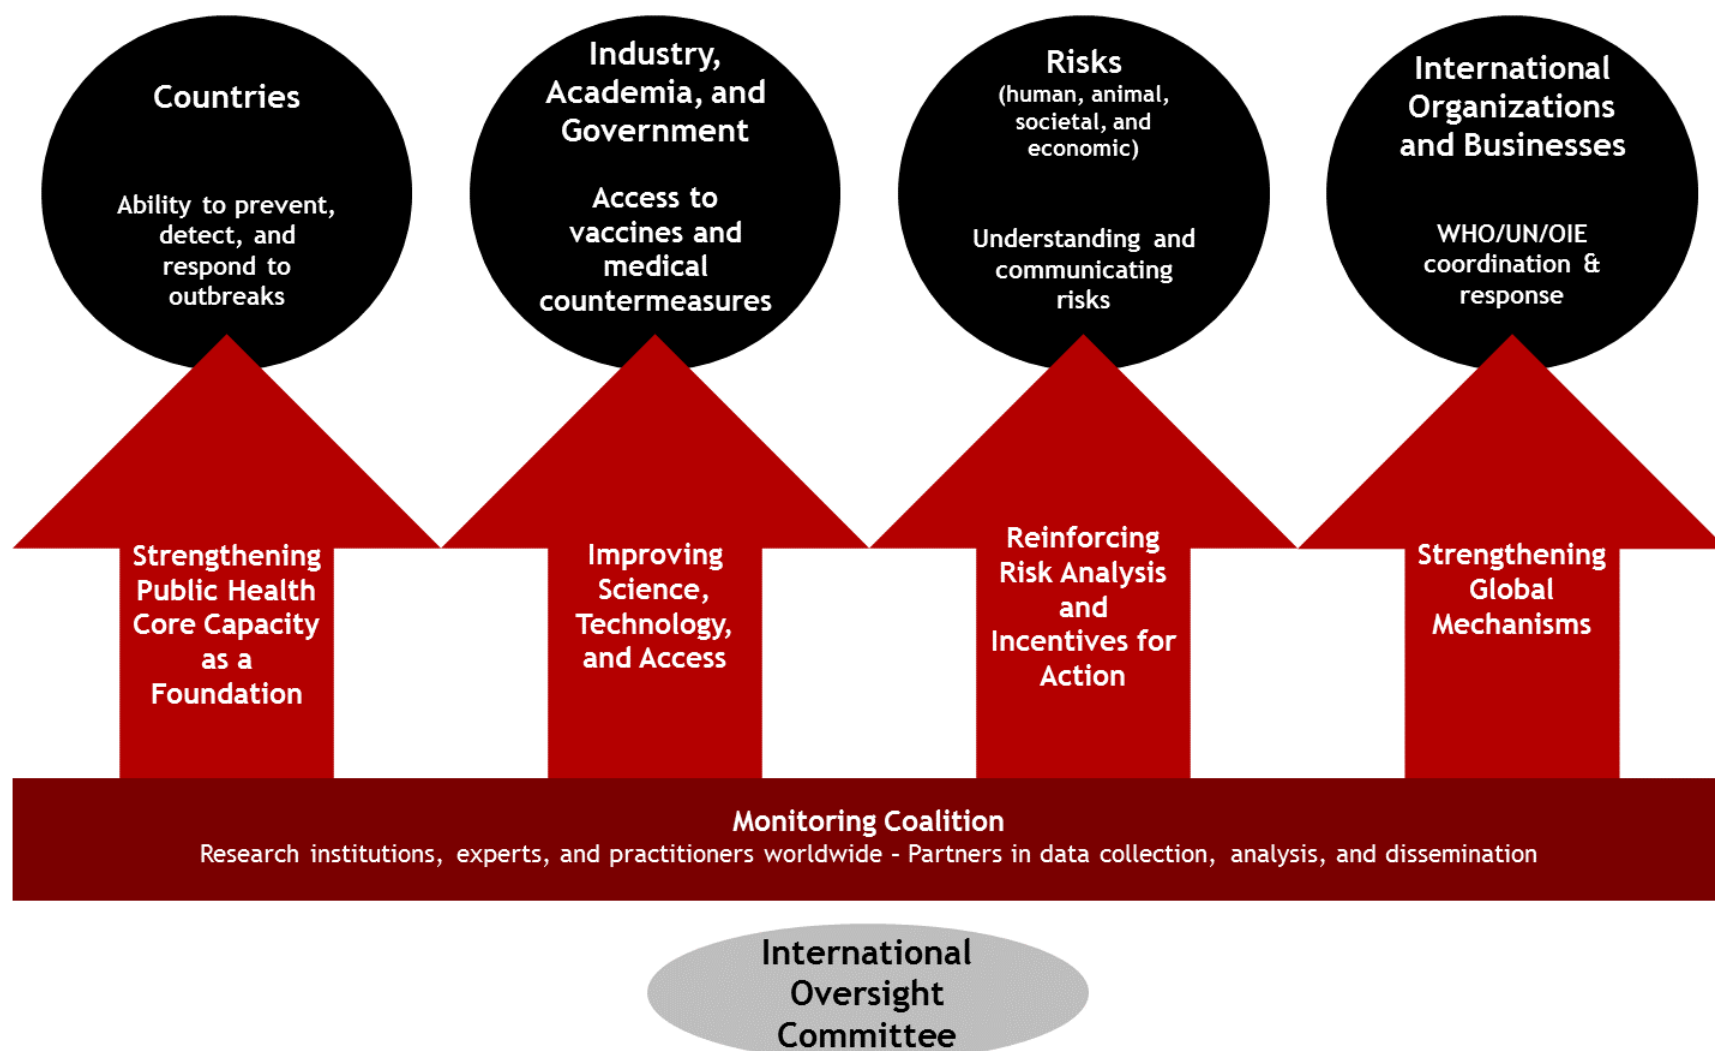 Countries
Ability to prevent,
detect, and
respond to
outbreaks
Industry,
Academia, and
Government
Access to
vaccines and
medical
countermeasures
Risks
(human, animal,
societal, and
economic)
Understanding and
communicating
risks
International
Organizations
and Businesses
WHO/UN/OIE
coordination &
response
Strengthening
Public Health
Core Capacity
as a
Foundation
Improving
Science,
Technology,
and Access
Reinforcing
Risk Analysis
and
Incentives for
Action
Strengthening
Global
Mechanisms
Monitoring Coalition
Research institutions, experts, and practitioners worldwide – Partners in data collection, analysis, and dissemination
International
Oversight
Committee